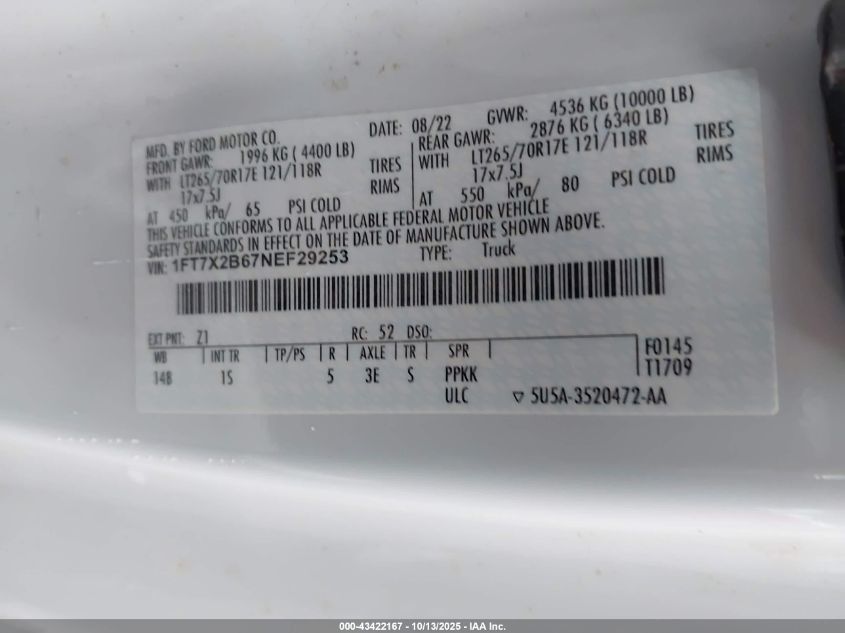 MFD. BY FORD MOTOR CO. DATE: 08/22 GVWR: 4536 KG (10000 LB)
FRONT GAWR: 1996 KG ( 4400 LB) REAR GAWR: 2876 KG ( 6340 LB)
WITH LT265/70R17E 121/118R TIRES WITH LT265/70R17E 121/118R TIRES
17x7.5J RIMS 17x7.5J RIMS
AT 450 kPa/ 65 PSI COLD AT 550 kPa/ 80 PSI COLD
THIS VEHICLE CONFORMS TO ALL APPLICABLE FEDERAL MOTOR VEHICLE
SAFETY STANDARDS IN EFFECT ON THE DATE OF MANUFACTURE SHOWN ABOVE.
VIN: 1FT7X2B67NEF29253 TYPE: Truck
EXT PNT: Z1 RC: 52 DSO:
WB INT TR TP/PS R AXLE TR SPR F0145
148 1S 5 3E S PPKK T1709
ULC ▽ 5U5A-3520472-AA
000-43422167 - 10/13/2025 - IAA Inc.